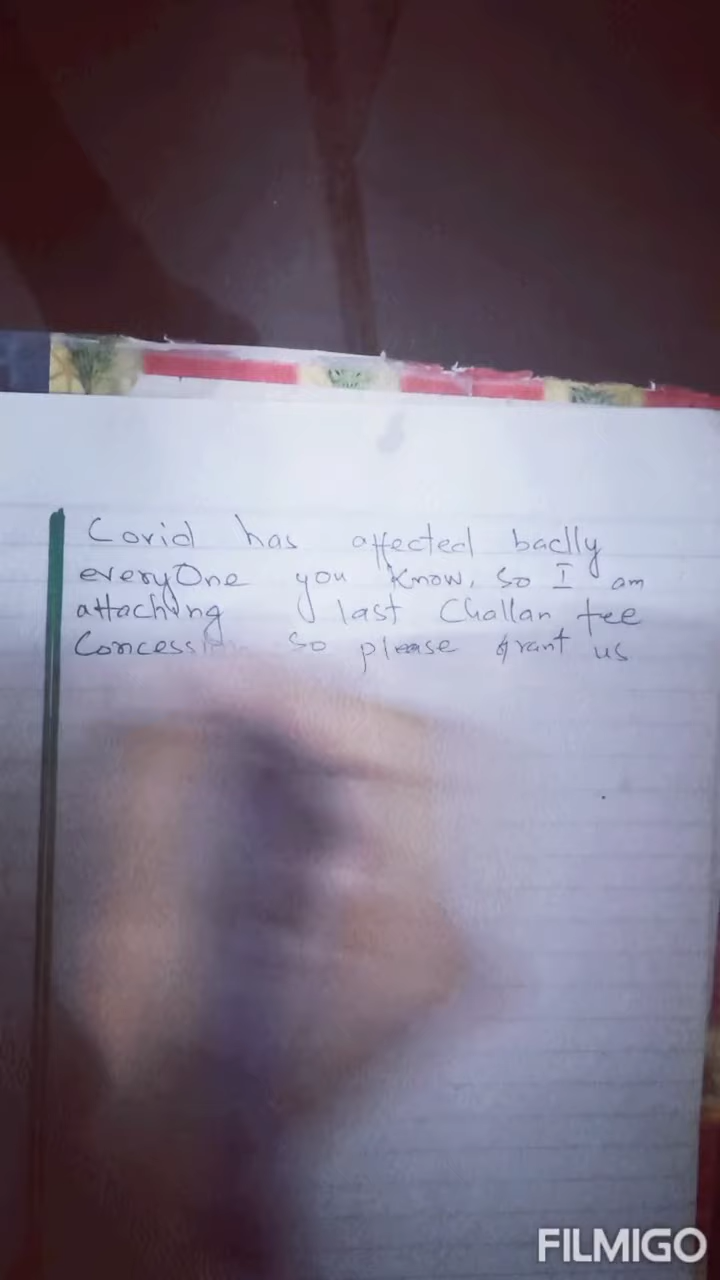 Covid has affected badly
everyOne you know, so I am
attaching last Challan fee
so please grant us
FILMIGO